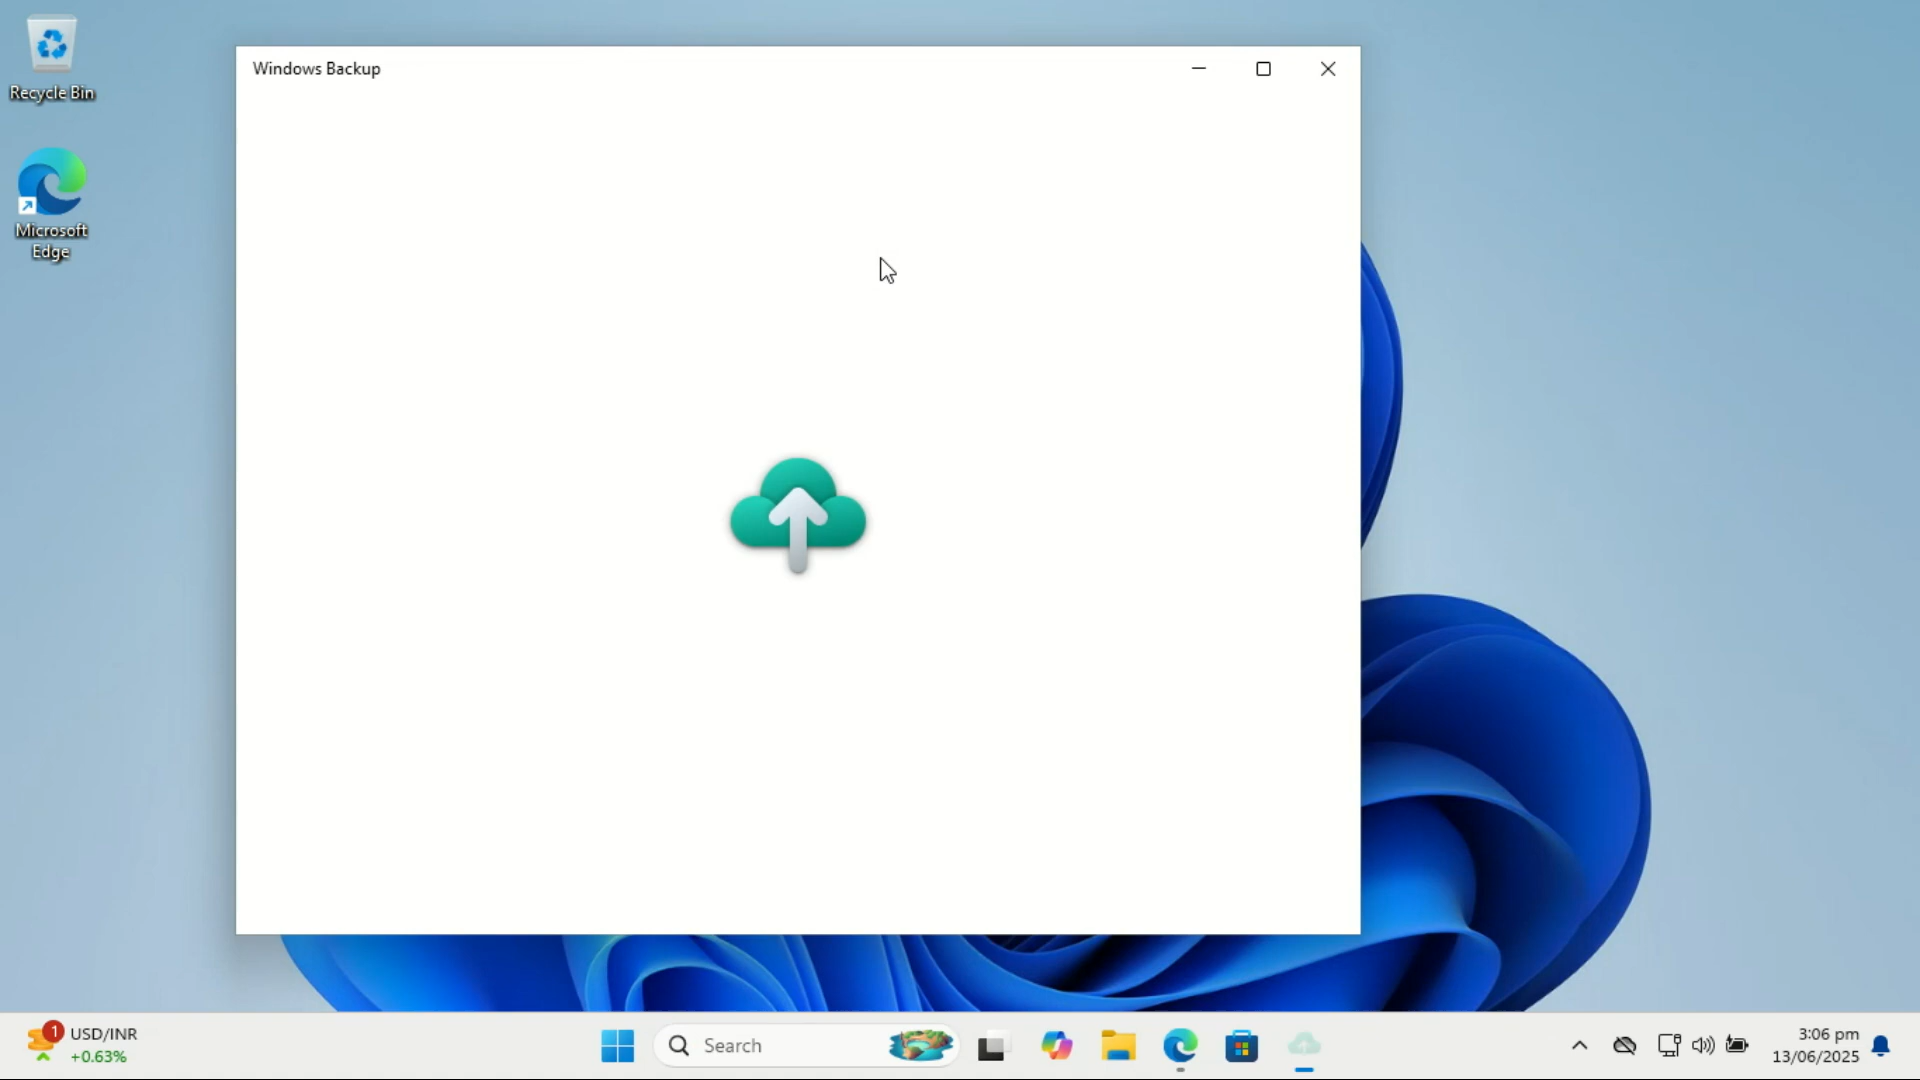 Recycle Bin
Microsoft
Edge
Windows Backup
1
USD/INR
+0.63%
Search
3:06 pm
13/06/2025